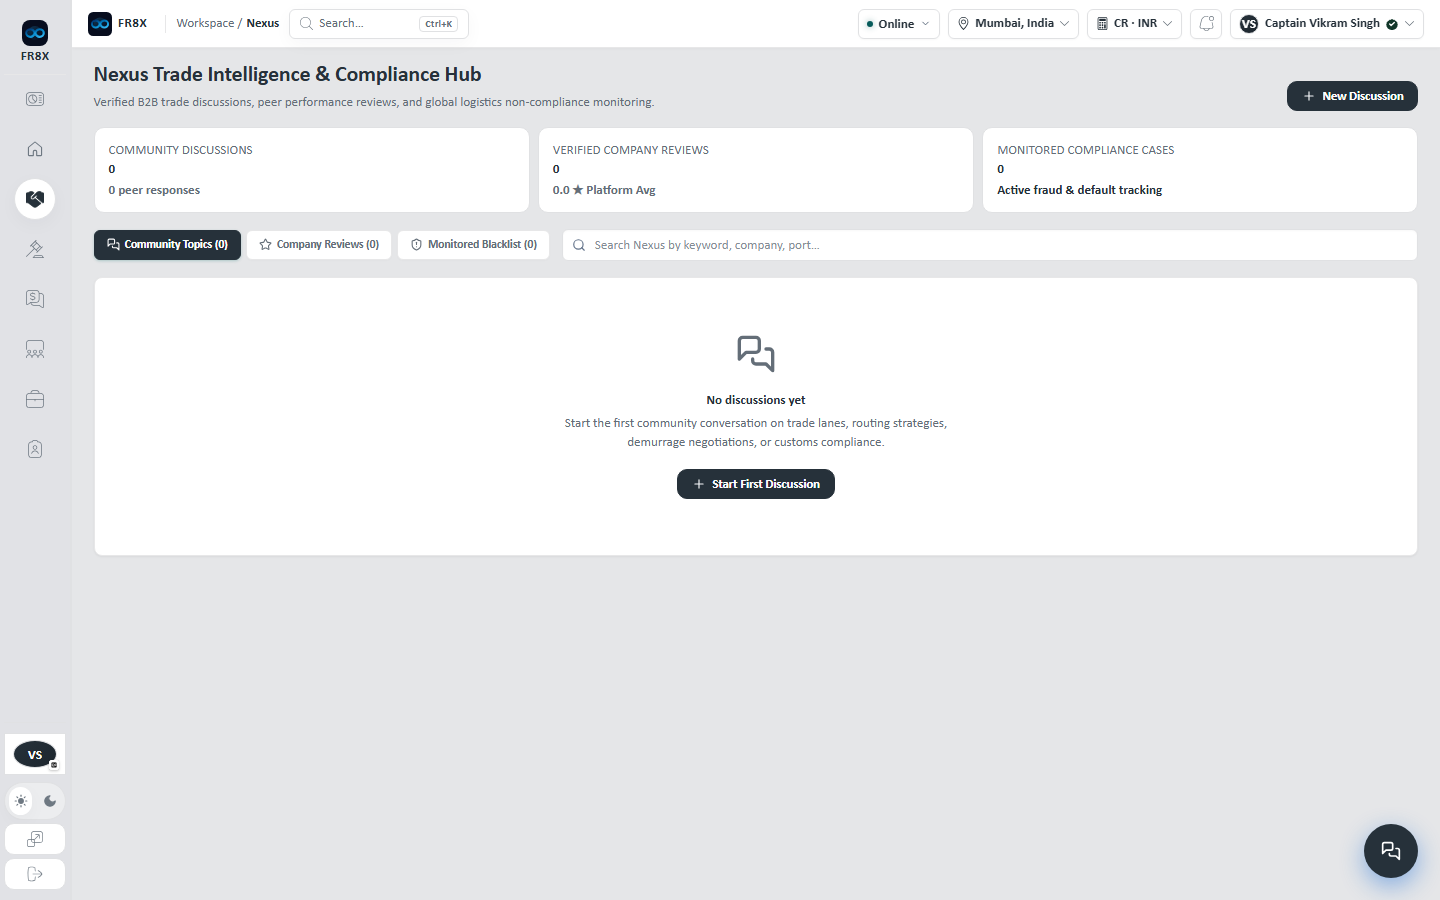 FR8X
FR8X
Workspace / Nexus
Search...
Ctrl+K
Online
Mumbai, India
CR · INR
VS
Captain Vikram Singh
Nexus Trade Intelligence & Compliance Hub
Verified B2B trade discussions, peer performance reviews, and global logistics non-compliance monitoring.
+ New Discussion
COMMUNITY DISCUSSIONS
0
0 peer responses
VERIFIED COMPANY REVIEWS
0
0.0 ★ Platform Avg
MONITORED COMPLIANCE CASES
0
Active fraud & default tracking
Community Topics (0)
Company Reviews (0)
Monitored Blacklist (0)
Search Nexus by keyword, company, port...
No discussions yet
Start the first community conversation on trade lanes, routing strategies,
demurrage negotiations, or customs compliance.
+ Start First Discussion
VS